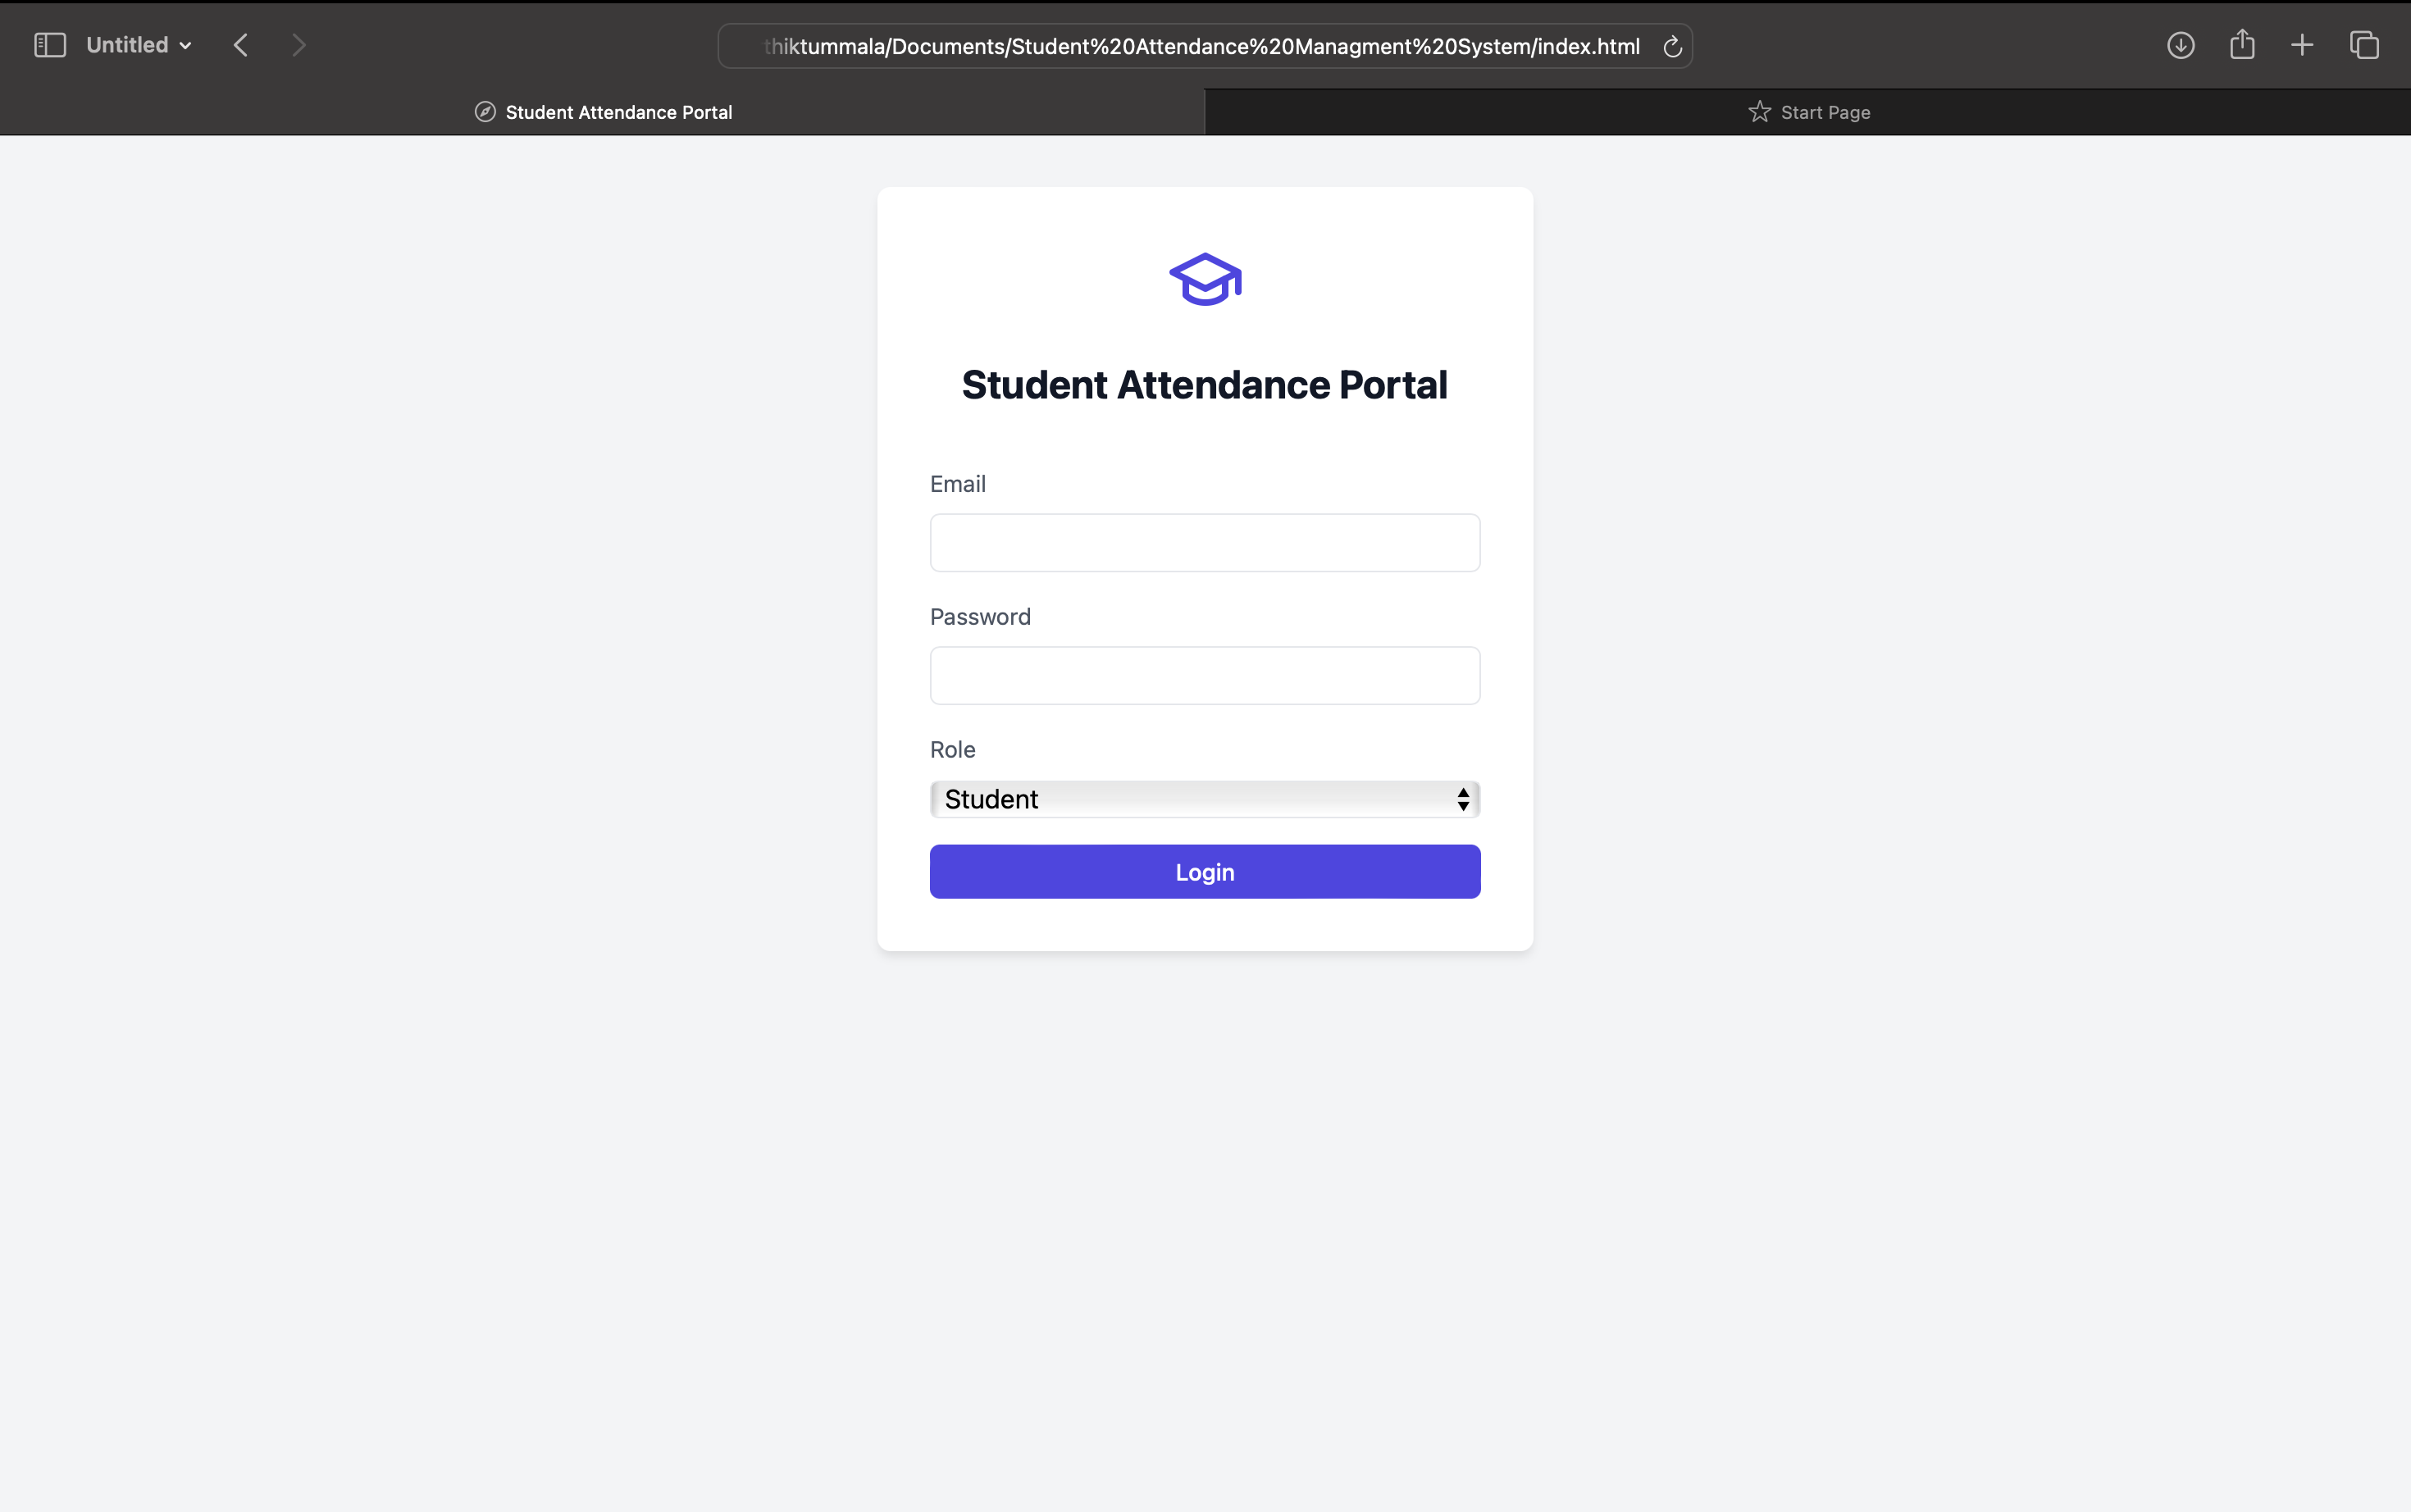 Untitled
thiktummala/Documents/Student%20Attendance%20Managment%20System/index.html
Student Attendance Portal
Start Page
Student Attendance Portal
Email
Password
Role
Student
Login